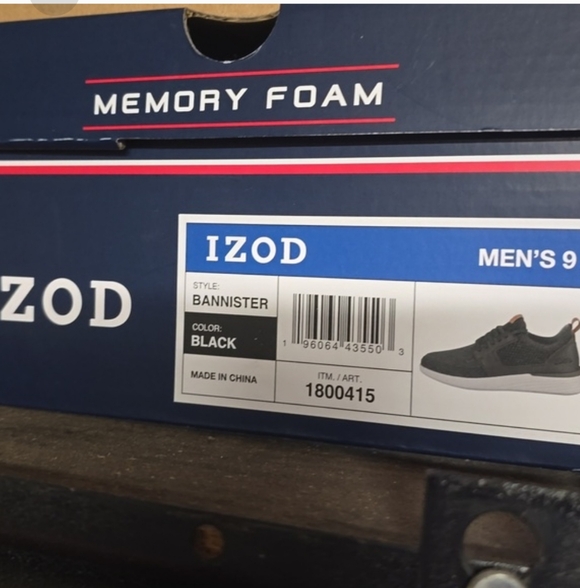 MEMORY FOAM
ZOD
IZOD
MEN'S 9
STYLE:
BANNISTER
COLOR:
BLACK
MADE IN CHINA
1 96064 43550 3
ITM. / ART.
1800415